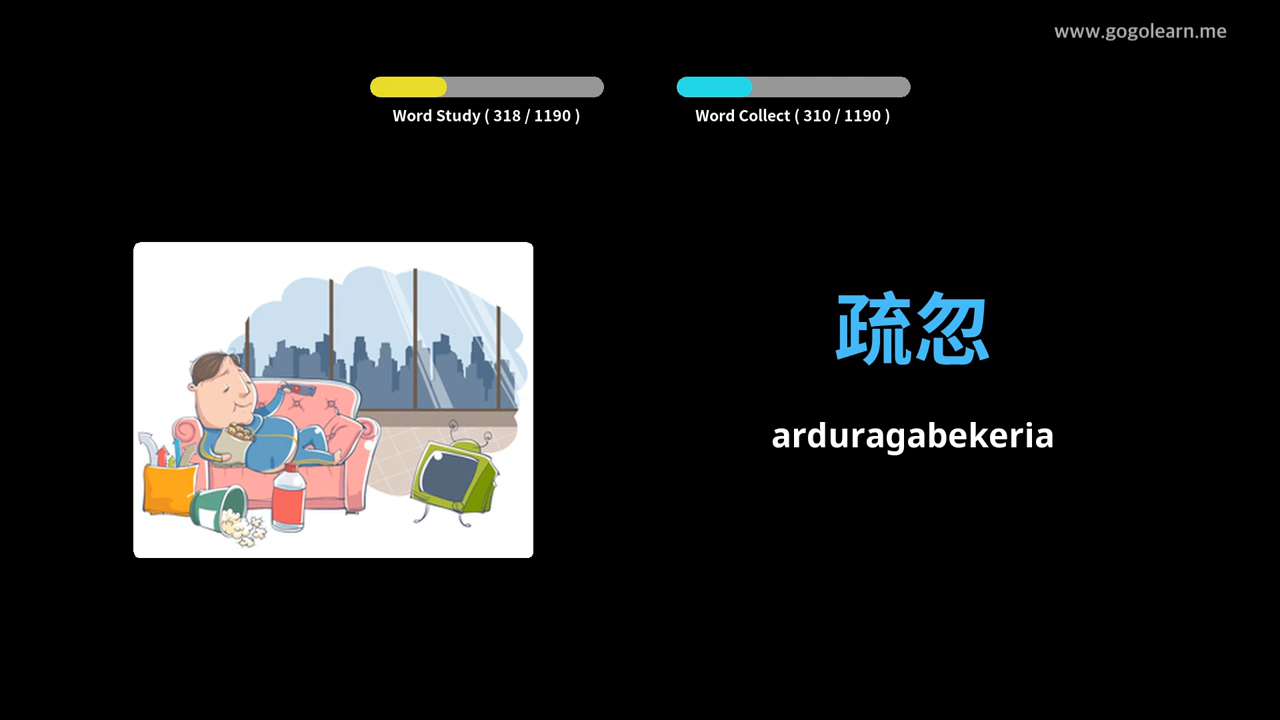 www.gogolearn.me
Word Study ( 318 / 1190 )
Word Collect ( 310 / 1190 )
疏忽
arduragabekeria